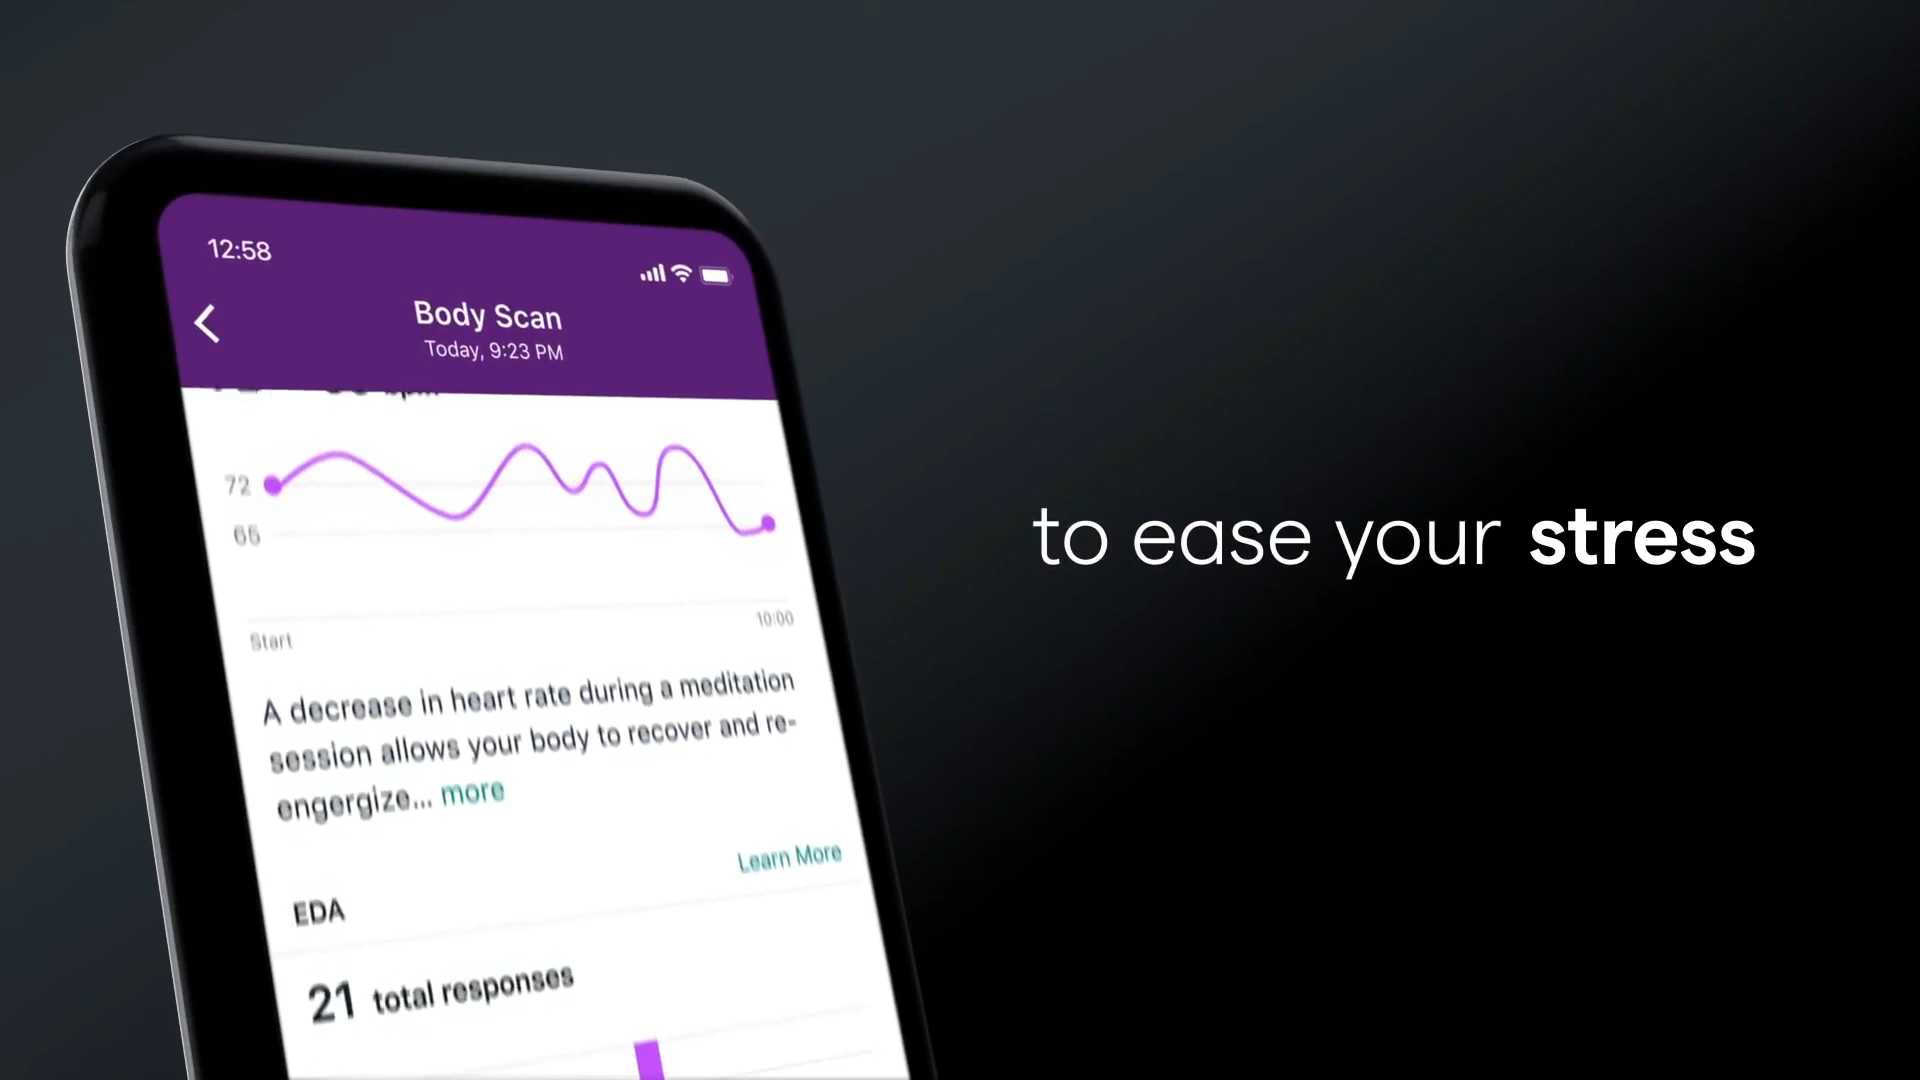 12:58
Body Scan
Today, 9:23 PM
72
65
Start
10:00
A decrease in heart rate during a meditation
session allows your body to recover and re-
engergize... more
Learn More
EDA
21 total responses
to ease your stress